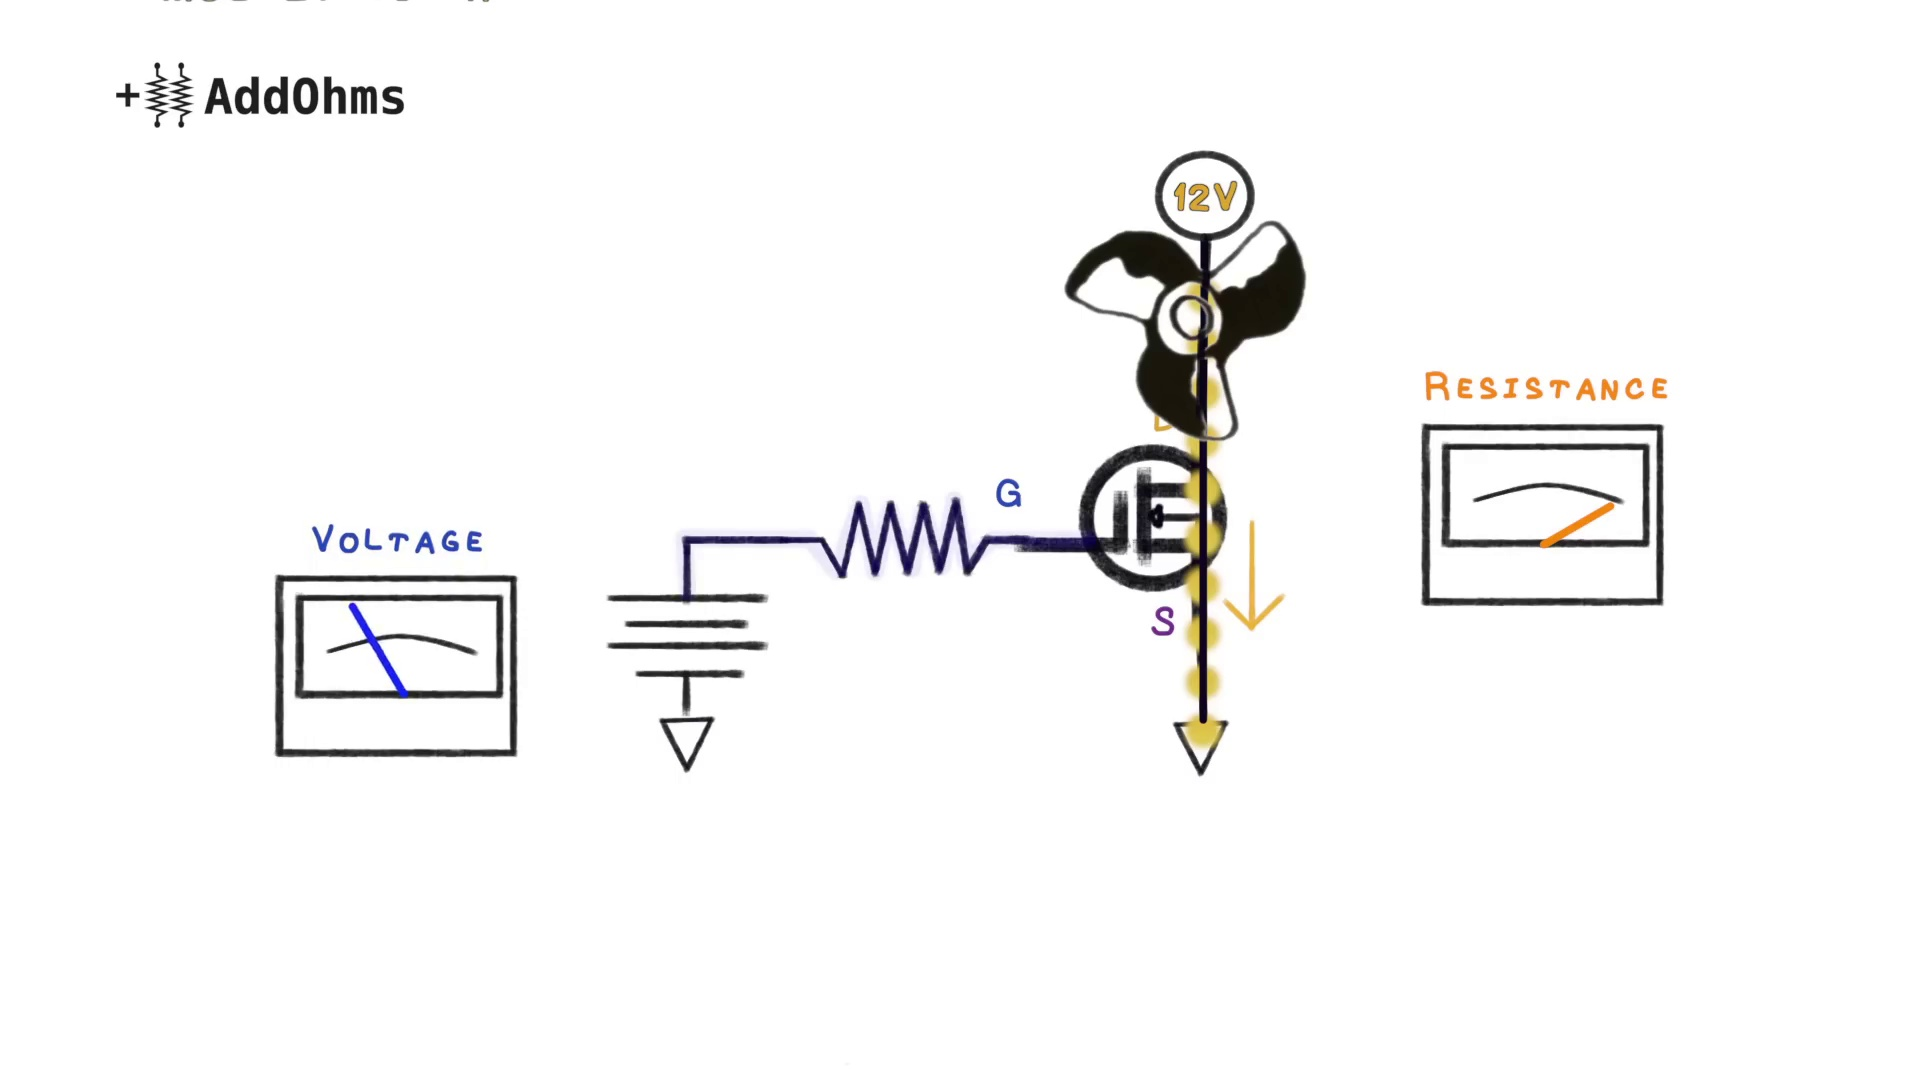 +AddOhms
12V
RESISTANCE
G
VOLTAGE
S